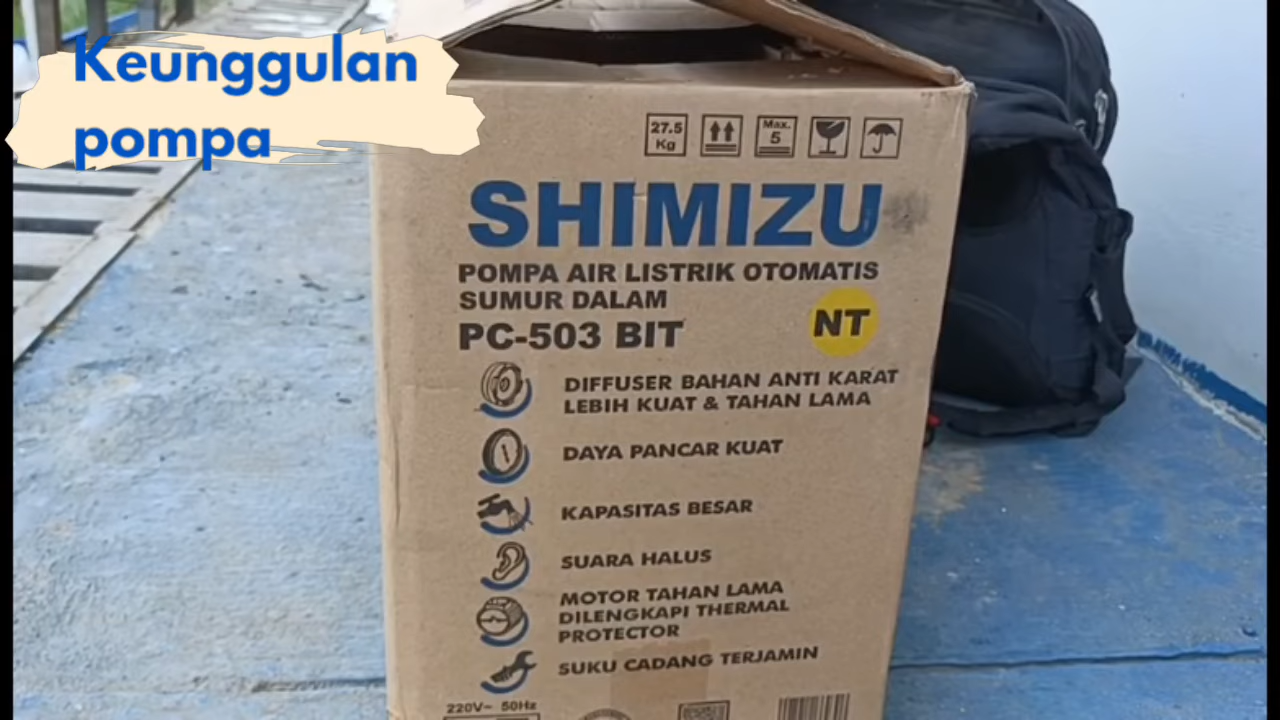 Keunggulan
pompa
27.5
Kg
Max.
5
SHIMIZU
POMPA AIR LISTRIK OTOMATIS
SUMUR DALAM
PC-503 BIT
NT
DIFFUSER BAHAN ANTI KARAT
LEBIH KUAT & TAHAN LAMA
DAYA PANCAR KUAT
KAPASITAS BESAR
SUARA HALUS
MOTOR TAHAN LAMA
DILENGKAPI THERMAL
PROTECTOR
SUKU CADANG TERJAMIN
220V~ 50Hz